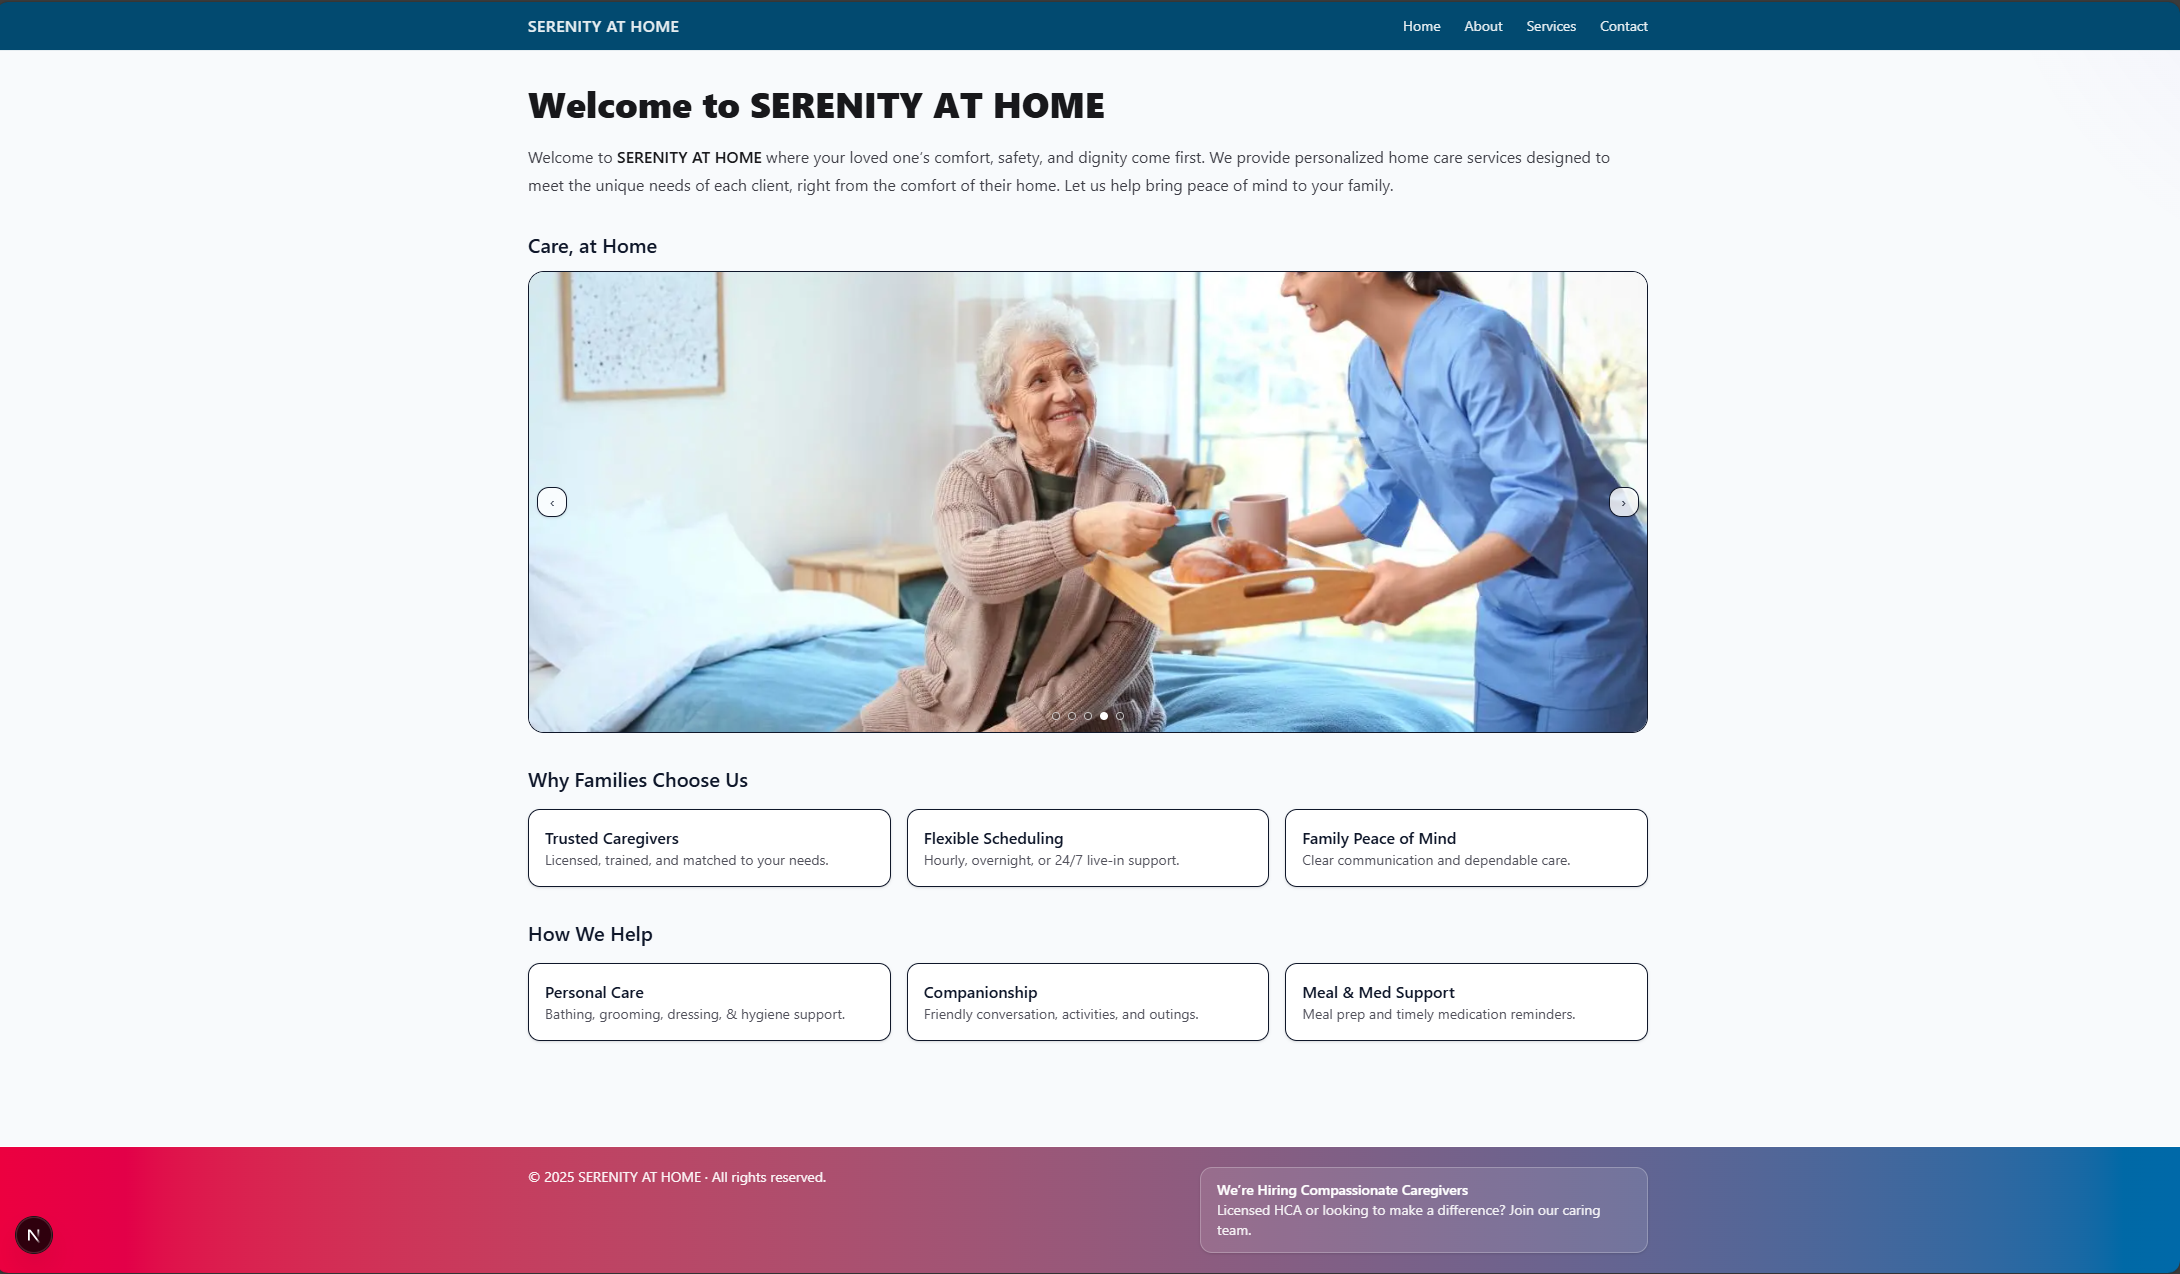 SERENITY AT HOME
Home About Services Contact
Welcome to SERENITY AT HOME
Welcome to SERENITY AT HOME where your loved one’s comfort, safety, and dignity come first. We provide personalized home care services designed to
meet the unique needs of each client, right from the comfort of their home. Let us help bring peace of mind to your family.
Care, at Home
‹ ›
Why Families Choose Us
Trusted Caregivers
Licensed, trained, and matched to your needs.
Flexible Scheduling
Hourly, overnight, or 24/7 live-in support.
Family Peace of Mind
Clear communication and dependable care.
How We Help
Personal Care
Bathing, grooming, dressing, & hygiene support.
Companionship
Friendly conversation, activities, and outings.
Meal & Med Support
Meal prep and timely medication reminders.
© 2025 SERENITY AT HOME · All rights reserved.
We’re Hiring Compassionate Caregivers
Licensed HCA or looking to make a difference? Join our caring
team.
N